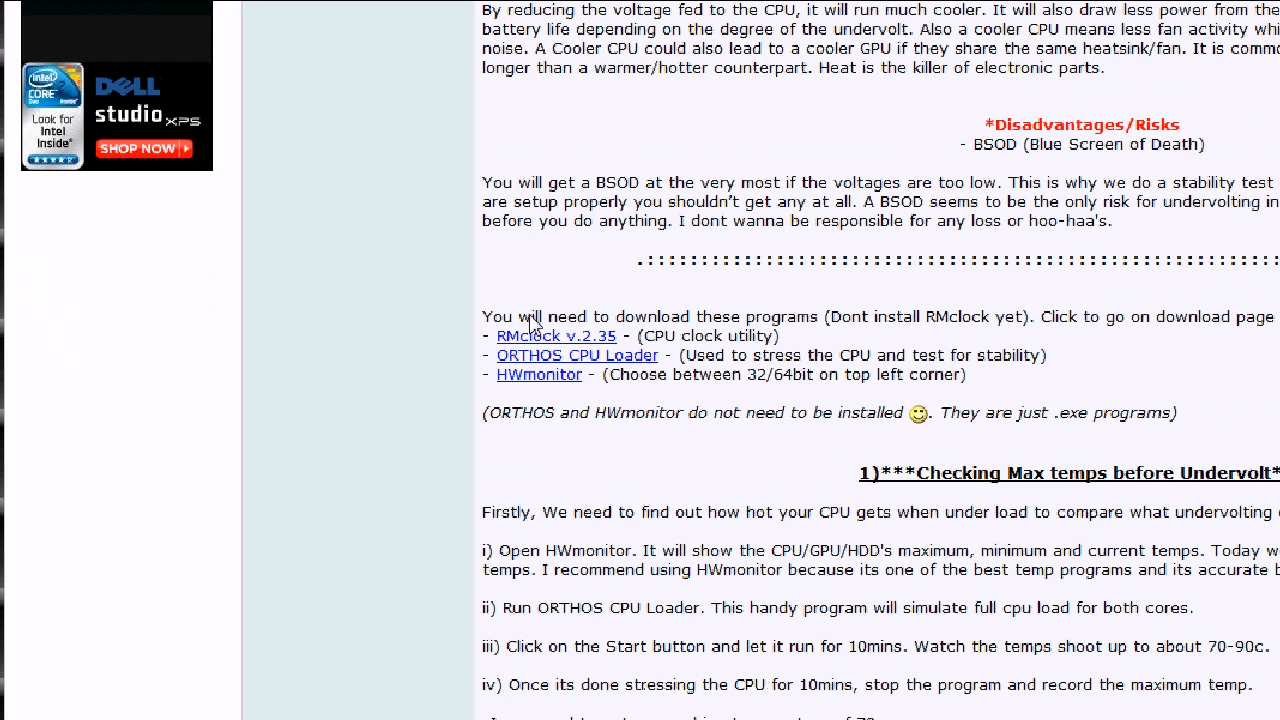 By reducing the voltage fed to the CPU, it will run much cooler. It will also draw less power from the
battery life depending on the degree of the undervolt. Also a cooler CPU means less fan activity whi
noise. A Cooler CPU could also lead to a cooler GPU if they share the same heatsink/fan. It is commo
longer than a warmer/hotter counterpart. Heat is the killer of electronic parts.
intel
CORE
Look for
Intel
Inside*
DELL
studio XPS
SHOP NOW
*Disadvantages/Risks
- BSOD (Blue Screen of Death)
You will get a BSOD at the very most if the voltages are too low. This is why we do a stability test
are setup properly you shouldn't get any at all. A BSOD seems to be the only risk for undervolting in
before you do anything. I dont wanna be responsible for any loss or hoo-haa's.
.::::::::::::::::::::::::::::::::::::::::::::::::::::::::::::
You will need to download these programs (Dont install RMclock yet). Click to go on download page
- RMclock v.2.35 - (CPU clock utility)
- ORTHOS CPU Loader - (Used to stress the CPU and test for stability)
- HWmonitor - (Choose between 32/64bit on top left corner)
(ORTHOS and HWmonitor do not need to be installed . They are just .exe programs)
1)***Checking Max temps before Undervolt*
Firstly, We need to find out how hot your CPU gets when under load to compare what undervolting
i) Open HWmonitor. It will show the CPU/GPU/HDD's maximum, minimum and current temps. Today w
temps. I recommend using HWmonitor because its one of the best temp programs and its accurate b
ii) Run ORTHOS CPU Loader. This handy program will simulate full cpu load for both cores.
iii) Click on the Start button and let it run for 10mins. Watch the temps shoot up to about 70-90c.
iv) Once its done stressing the CPU for 10mins, stop the program and record the maximum temp.